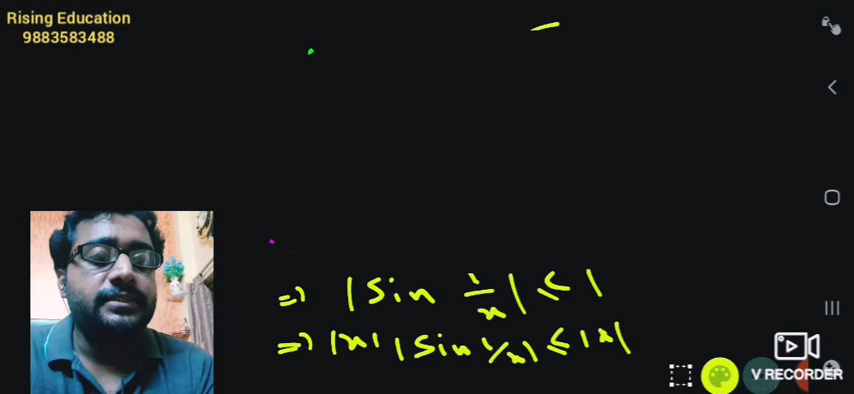 Rising Education
9883583488
=> |sin 1/x| ≤ 1
=> |x| |sin 1/x| ≤ |x|
V RECORDER